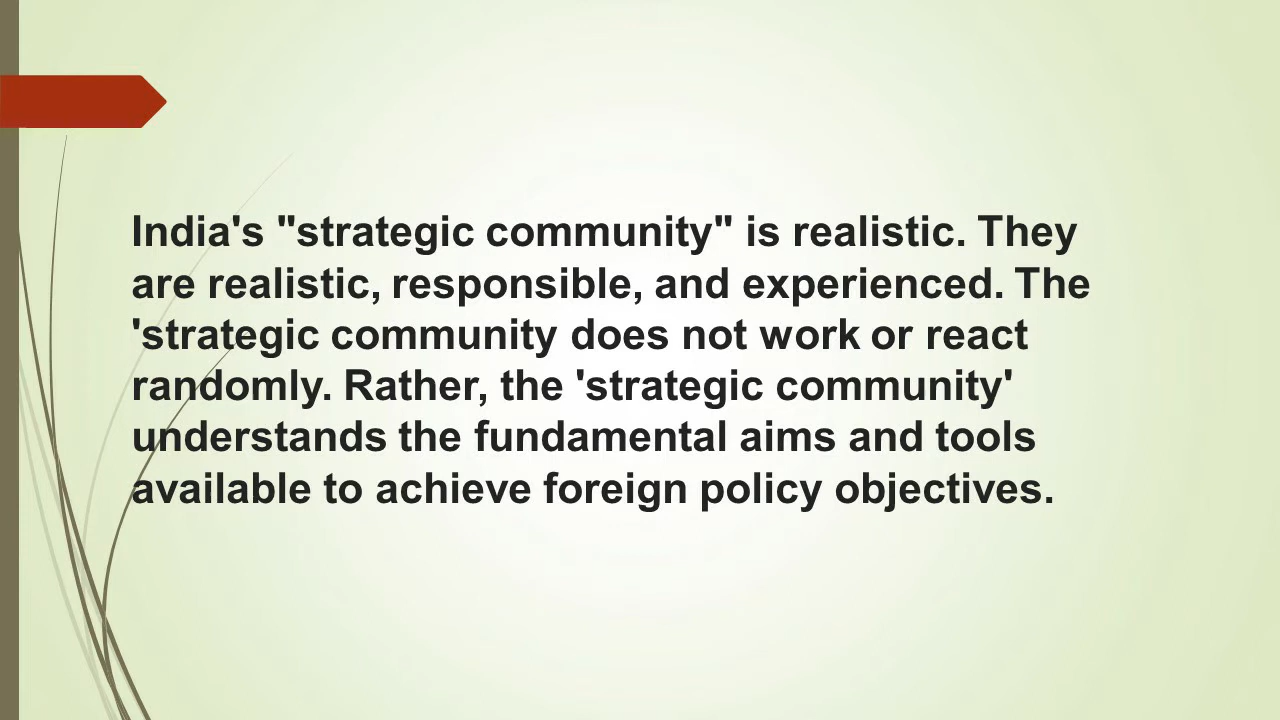 India's "strategic community" is realistic. They
are realistic, responsible, and experienced. The
'strategic community does not work or react
randomly. Rather, the 'strategic community'
understands the fundamental aims and tools
available to achieve foreign policy objectives.